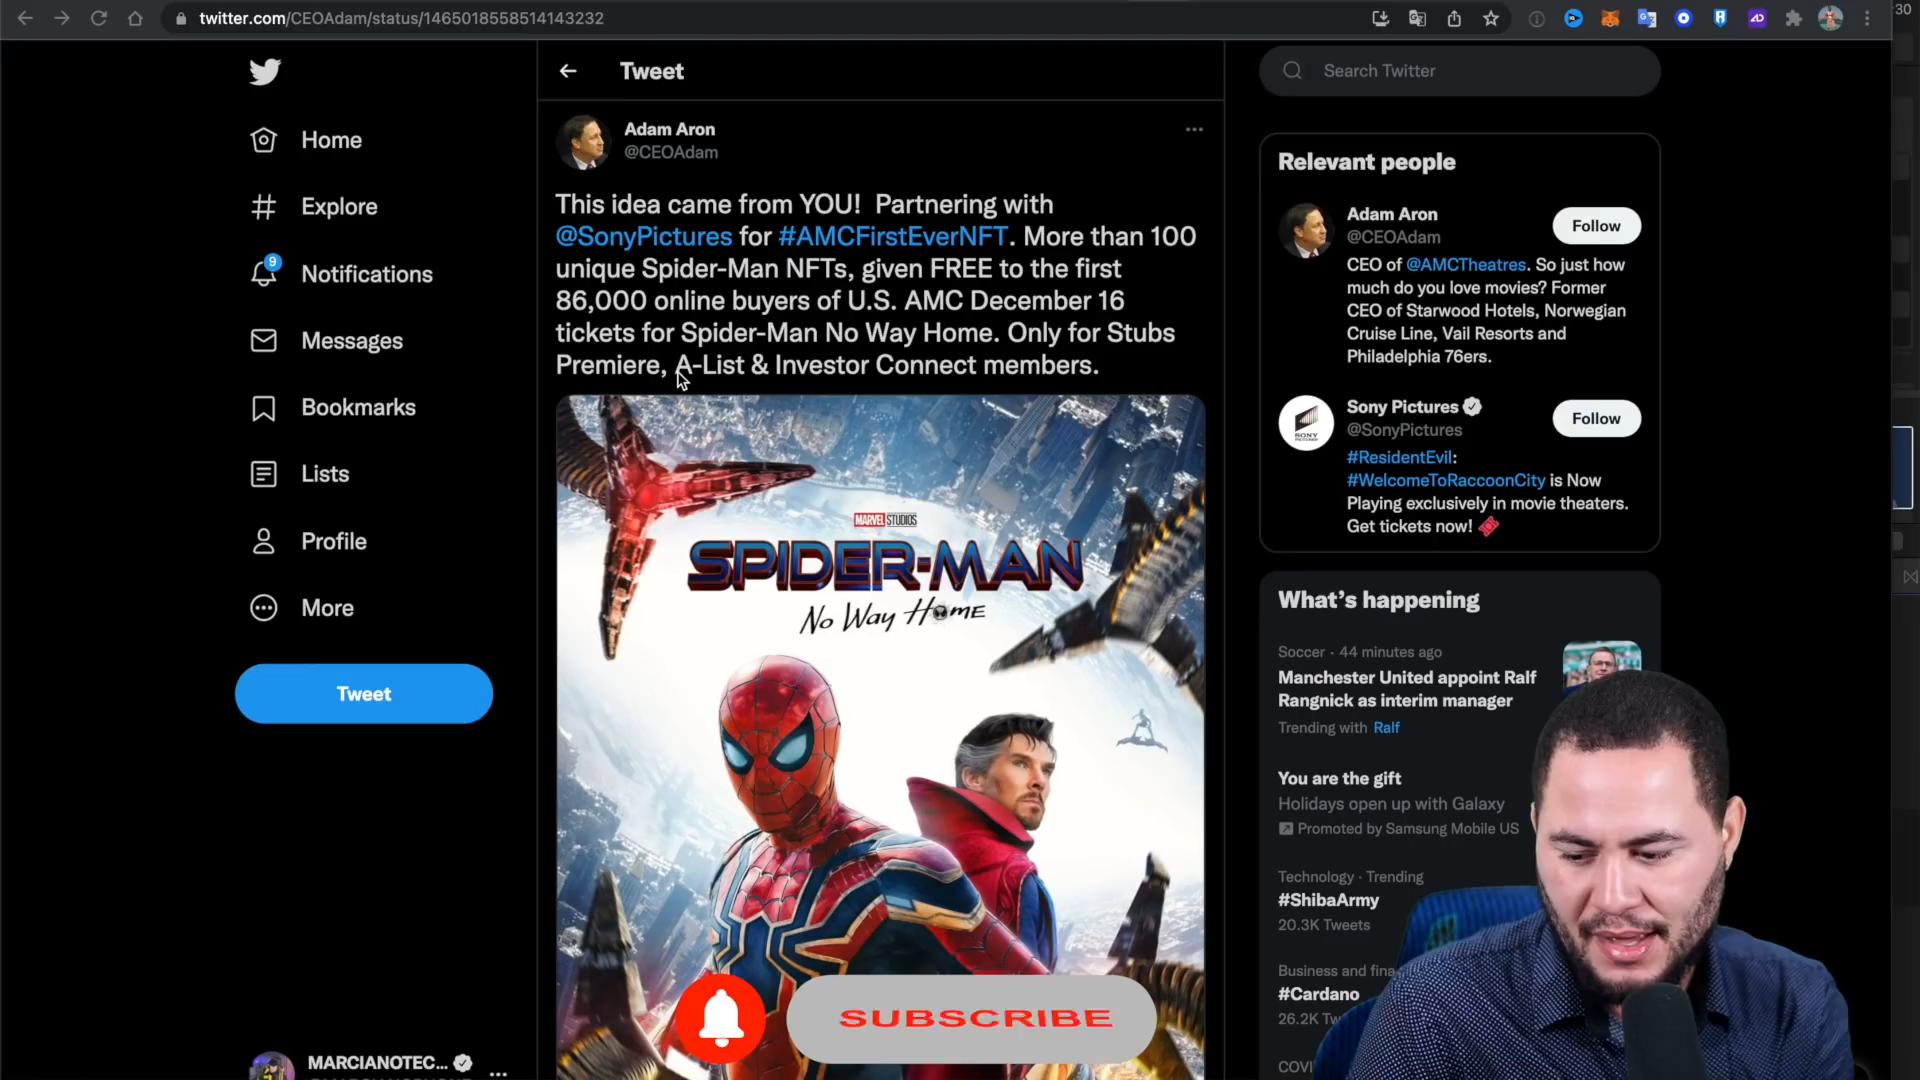 twitter.com/CEOAdam/status/1465018558514143232
:30
Home
Explore
9
Notifications
Messages
Bookmarks
Lists
Profile
More
Tweet
MARCIANOTEC...
Tweet
Adam Aron
@CEOAdam
This idea came from YOU! Partnering with
@SonyPictures for #AMCFirstEverNFT. More than 100
unique Spider-Man NFTs, given FREE to the first
86,000 online buyers of U.S. AMC December 16
tickets for Spider-Man No Way Home. Only for Stubs
Premiere, A-List & Investor Connect members.
MARVEL STUDIOS
SPIDER-MAN
No Way Home
SUBSCRIBE
Search Twitter
Relevant people
Adam Aron
@CEOAdam
Follow
CEO of @AMCTheatres. So just how
much do you love movies? Former
CEO of Starwood Hotels, Norwegian
Cruise Line, Vail Resorts and
Philadelphia 76ers.
SONY
PICTURES
Sony Pictures
@SonyPictures
Follow
#ResidentEvil:
#WelcomeToRaccoonCity is Now
Playing exclusively in movie theaters.
Get tickets now!
What's happening
Soccer · 44 minutes ago
Manchester United appoint Ralf
Rangnick as interim manager
Trending with Ralf
You are the gift
Holidays open up with Galaxy
Promoted by Samsung Mobile US
Technology · Trending
#ShibaArmy
20.3K Tweets
Business and fina
#Cardano
26.2K Tw
COVI